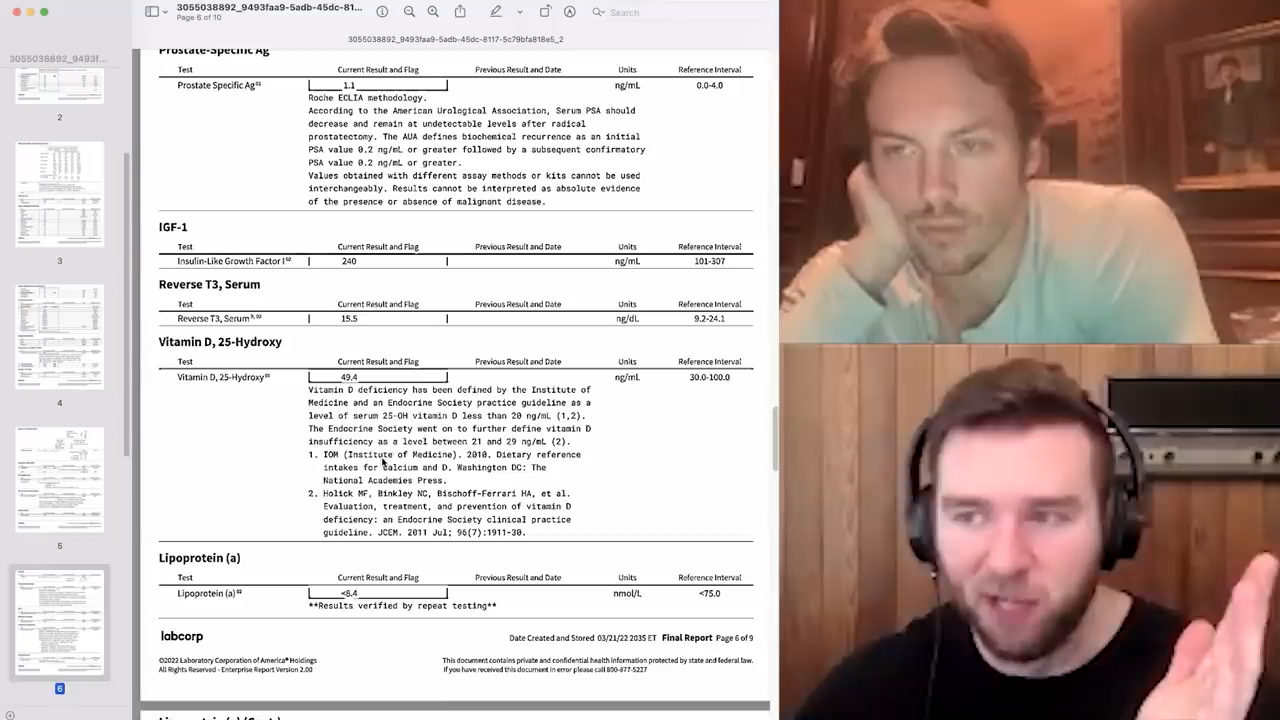 3055038892_9493faa9-5adb-45dc-81...
Page 6 of 10
Search
3055038892_9493faa9-5adb-45dc-8117-5c79bfa818e5_2
3055038892_9493f...
2
3
4
5
6
Prostate-Specific Ag
Test Current Result and Flag Previous Result and Date Units Reference Interval
Prostate Specific Ag 01 1.1 ng/mL 0.0-4.0
Roche ECLIA methodology.
According to the American Urological Association, Serum PSA should
decrease and remain at undetectable levels after radical
prostatectomy. The AUA defines biochemical recurrence as an initial
PSA value 0.2 ng/mL or greater followed by a subsequent confirmatory
PSA value 0.2 ng/mL or greater.
Values obtained with different assay methods or kits cannot be used
interchangeably. Results cannot be interpreted as absolute evidence
of the presence or absence of malignant disease.
IGF-1
Test Current Result and Flag Previous Result and Date Units Reference Interval
Insulin-Like Growth Factor I 02 240 ng/mL 101-307
Reverse T3, Serum
Test Current Result and Flag Previous Result and Date Units Reference Interval
Reverse T3, Serum 15.5 ng/dL 9.2-24.1
Vitamin D, 25-Hydroxy
Test Current Result and Flag Previous Result and Date Units Reference Interval
Vitamin D, 25-Hydroxy 01 49.4 ng/mL 30.0-100.0
Vitamin D deficiency has been defined by the Institute of
Medicine and an Endocrine Society practice guideline as a
level of serum 25-OH vitamin D less than 20 ng/mL (1,2).
The Endocrine Society went on to further define vitamin D
insufficiency as a level between 21 and 29 ng/mL (2).
1. IOM (Institute of Medicine). 2010. Dietary reference
intakes for calcium and D. Washington DC: The
National Academies Press.
2. Holick MF, Binkley NC, Bischoff-Ferrari HA, et al.
Evaluation, treatment, and prevention of vitamin D
deficiency: an Endocrine Society clinical practice
guideline. JCEM. 2011 Jul; 96(7):1911-30.
Lipoprotein (a)
Test Current Result and Flag Previous Result and Date Units Reference Interval
Lipoprotein (a) 02 <8.4 nmol/L <75.0
**Results verified by repeat testing**
labcorp
Date Created and Stored 03/21/22 2035 ET Final Report Page 6 of 9
©2022 Laboratory Corporation of America® Holdings
All Rights Reserved - Enterprise Report Version 2.00
This document contains private and confidential health information protected by state and federal law.
If you have received this document in error please call 800-877-5227